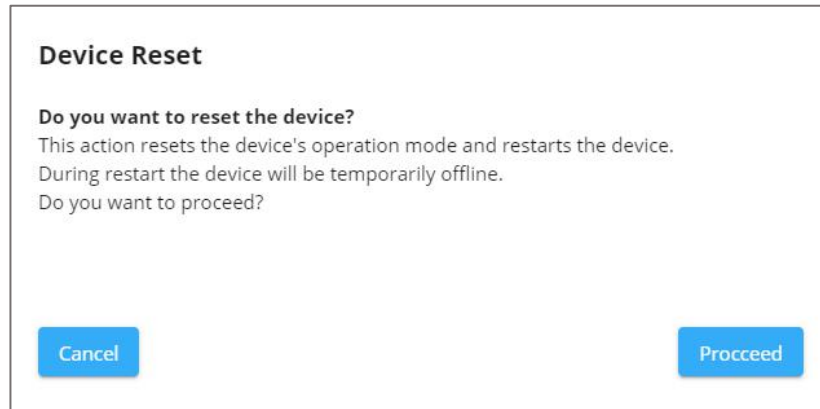 Device Reset
Do you want to reset the device?
This action resets the device's operation mode and restarts the device.
During restart the device will be temporarily offline.
Do you want to proceed?
Cancel
Procceed